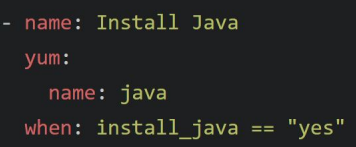 - name: Install Java
  yum:
    name: java
  when: install_java == "yes"